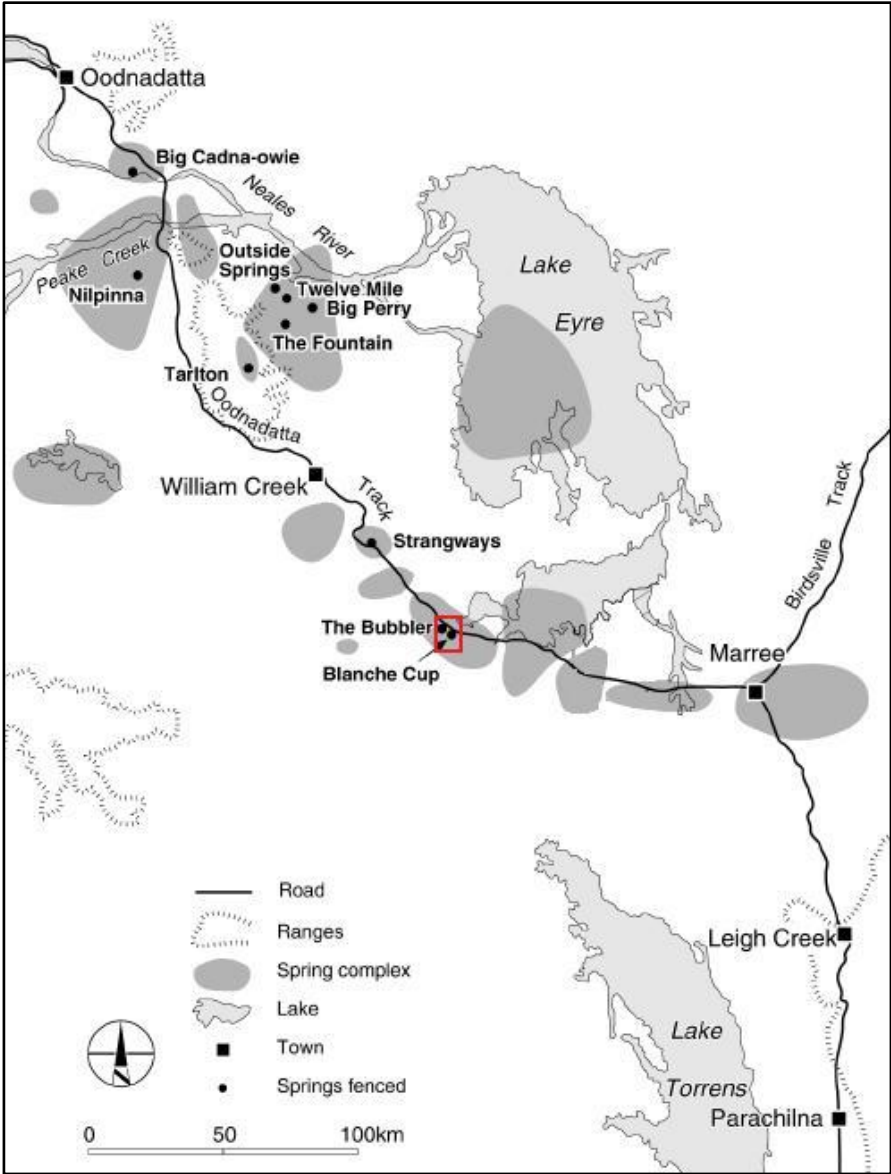 Oodnadatta
Big Cadna-owie
Neales
River
Peake Creek
Nilpinna
Outside
Springs
Twelve Mile
Big Perry
The Fountain
Tarlton
Lake
Eyre
Oodnadatta
Track
William Creek
Strangways
Birdsville Track
The Bubbler
Blanche Cup
Marree
Road
Ranges
Spring complex
Lake
Town
Springs fenced
0 50 100km
Leigh Creek
Lake
Torrens
Parachilna